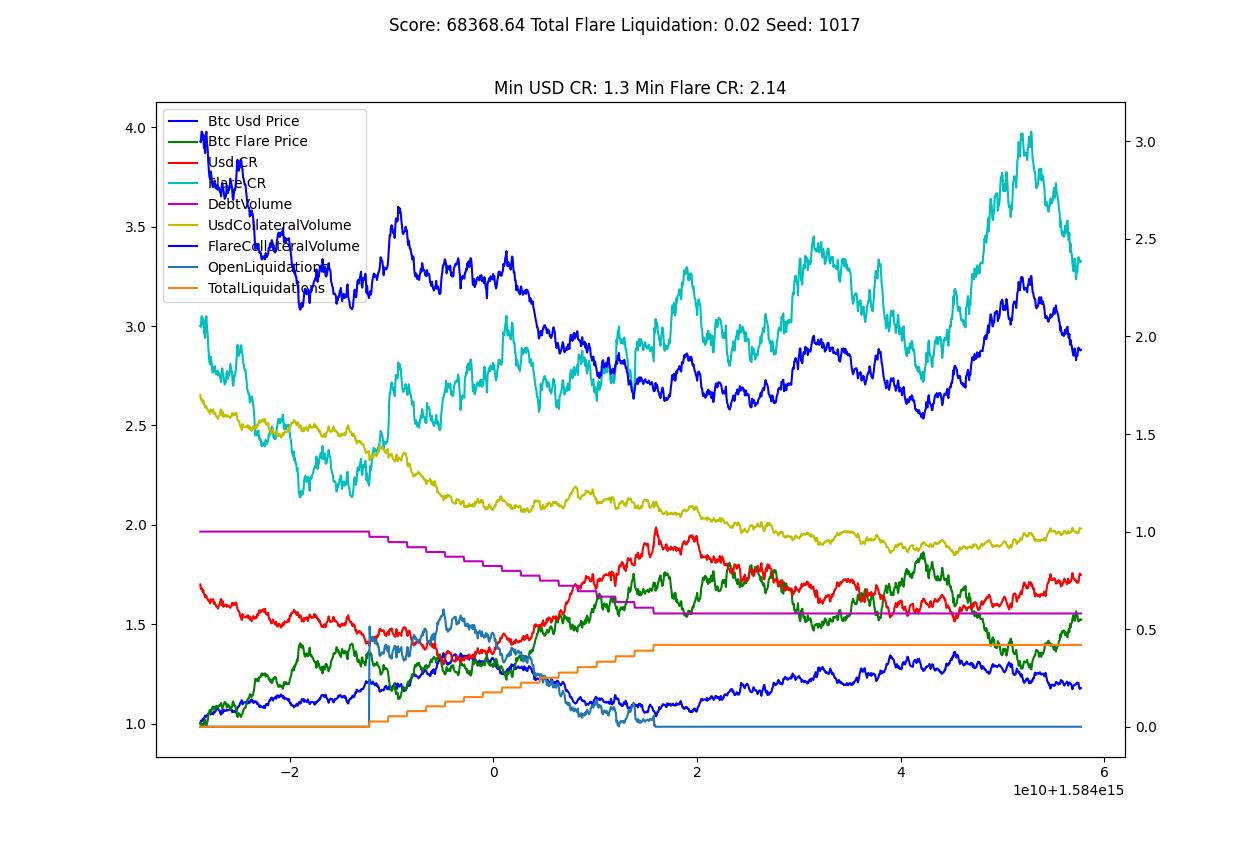 Score: 68368.64 Total Flare Liquidation: 0.02 Seed: 1017
Min USD CR: 1.3 Min Flare CR: 2.14
Btc Usd Price
Btc Flare Price
Usd CR
Flare CR
DebtVolume
UsdCollateralVolume
FlareCollateralVolume
OpenLiquidations
TotalLiquidations
4.0
3.5
3.0
2.5
2.0
1.5
1.0
3.0
2.5
2.0
1.5
1.0
0.5
0.0
−2
0
2
4
6
1e10+1.584e15